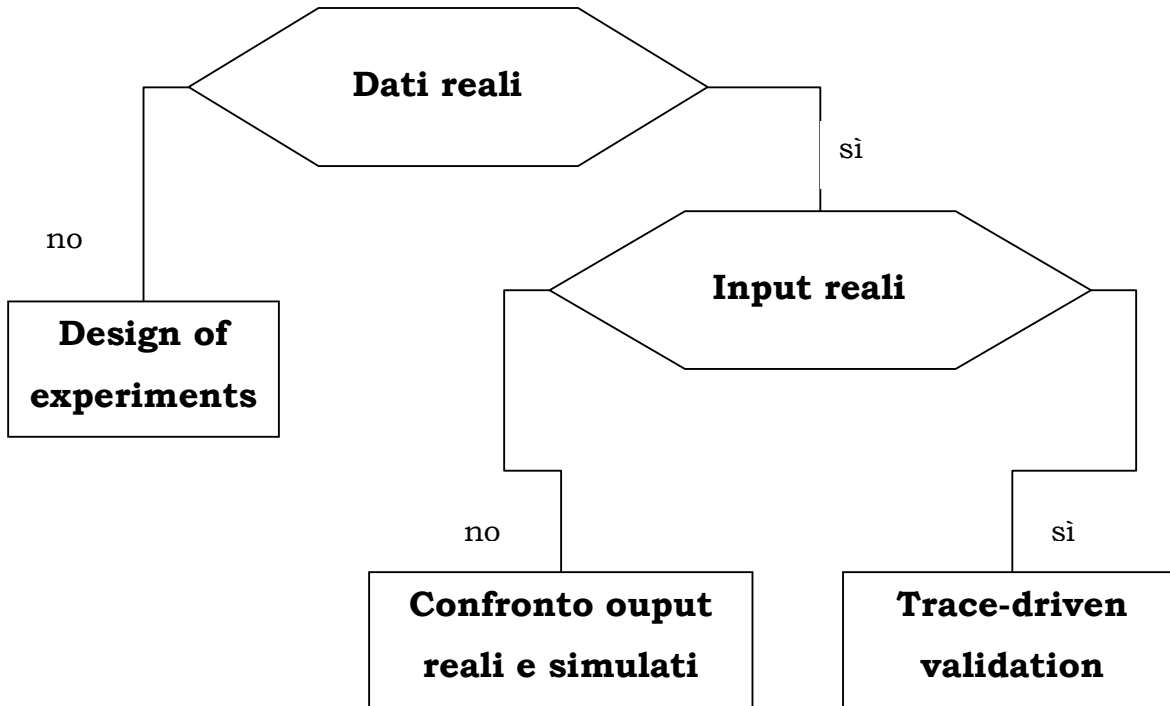 Dati reali
sì
no
Input reali
Design of
experiments
no
sì
Confronto ouput
reali e simulati
Trace-driven
validation